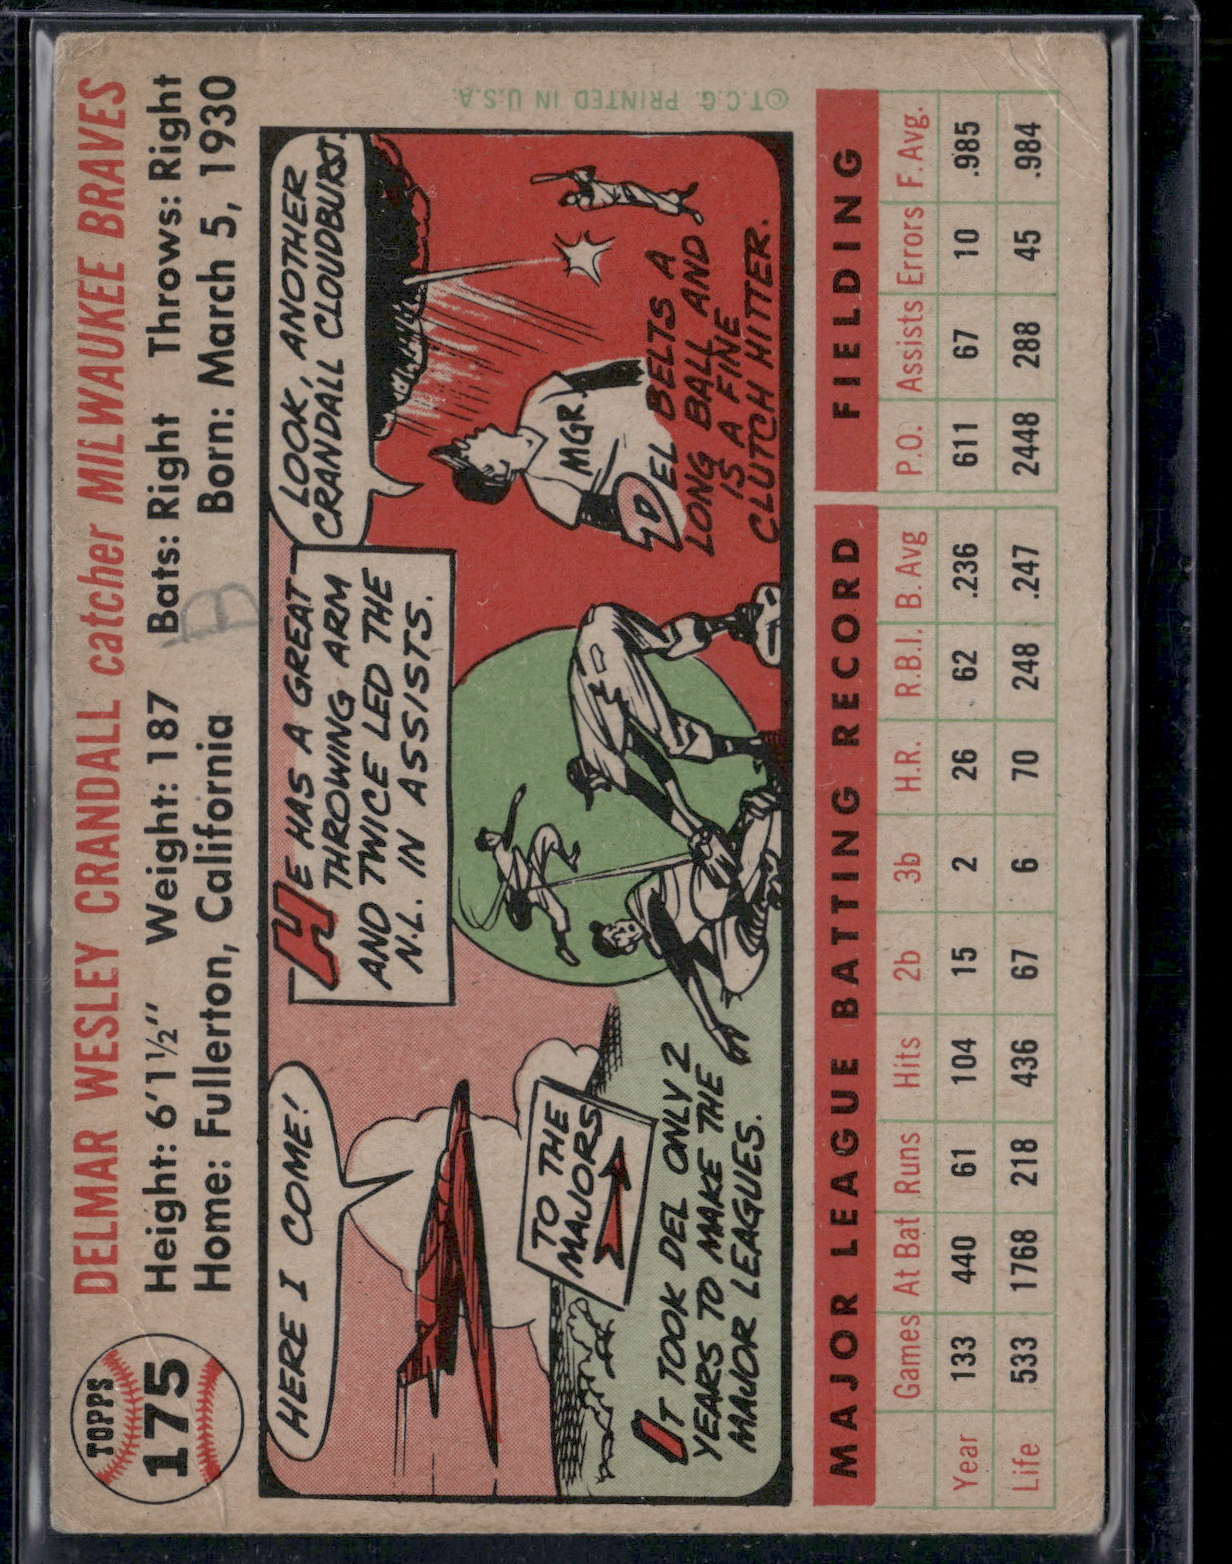 TOPPS
175
DELMAR WESLEY CRANDALL catcher MILWAUKEE BRAVES
Height: 6'1½" Weight: 187 Bats: Right Throws: Right
Home: Fullerton, California Born: March 5, 1930
B
HERE I COME!
TO THE
MAJORS
IT TOOK DEL ONLY 2
YEARS TO MAKE THE
MAJOR LEAGUES.
HE HAS A GREAT
THROWING ARM
AND TWICE LED THE
N.L. IN ASSISTS.
LOOK, ANOTHER
CRANDALL CLOUDBURST!
MGR.
DEL BELTS A
LONG BALL AND
IS A FINE
CLUTCH HITTER.
©T.C.G. PRINTED IN U.S.A.
MAJOR LEAGUE BATTING RECORD FIELDING
Games At Bat Runs Hits 2b 3b H.R. R.B.I. B. Avg P.O. Assists Errors F. Avg.
Year 133 440 61 104 15 2 26 62 .236 611 67 10 .985
Life 533 1768 218 436 67 6 70 248 .247 2448 288 45 .984